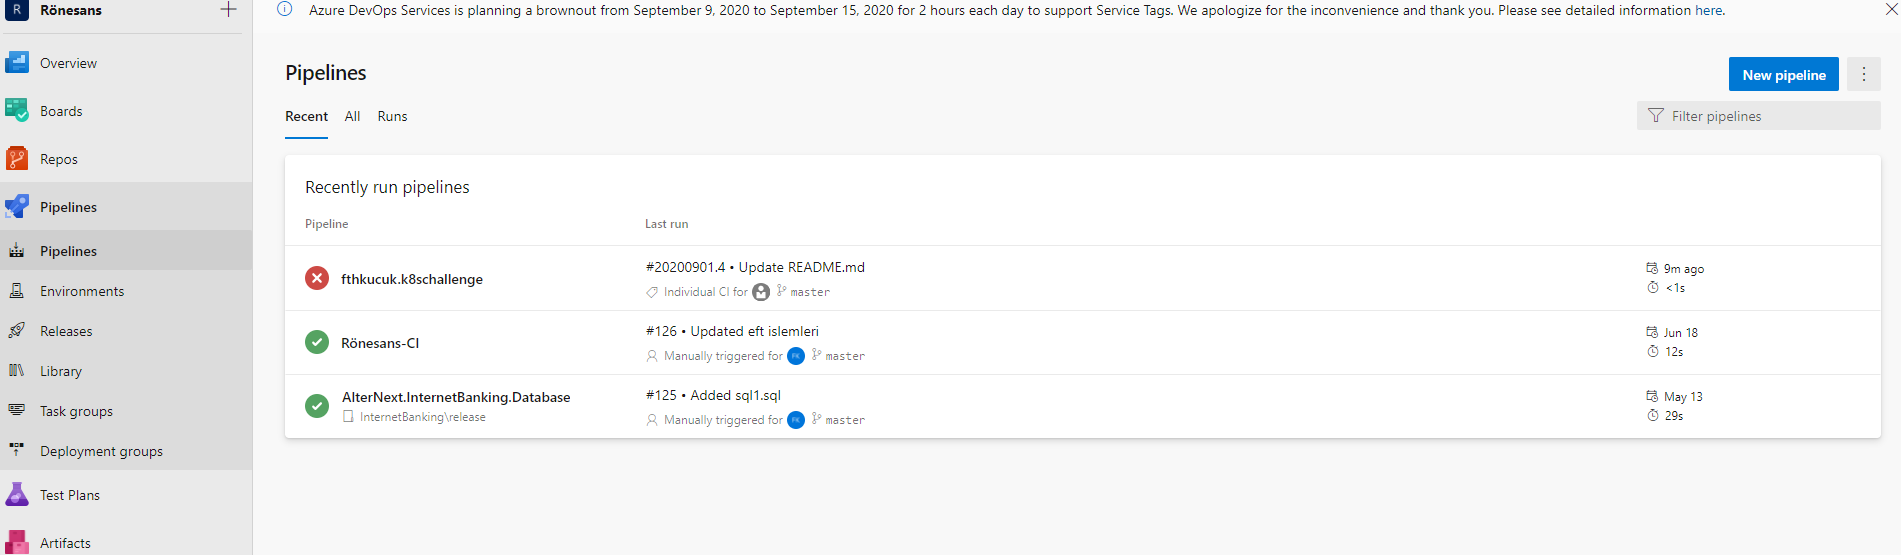 R Rönesans
Azure DevOps Services is planning a brownout from September 9, 2020 to September 15, 2020 for 2 hours each day to support Service Tags. We apologize for the inconvenience and thank you. Please see detailed information here.
Overview
Boards
Repos
Pipelines
Pipelines
Environments
Releases
Library
Task groups
Deployment groups
Test Plans
Artifacts
Pipelines
New pipeline
Recent All Runs
Filter pipelines
Recently run pipelines
Pipeline Last run
fthkucuk.k8schallenge
#20200901.4 • Update README.md
Individual CI for master
9m ago
<1s
Rönesans-CI
#126 • Updated eft islemleri
Manually triggered for FK master
Jun 18
12s
AlterNext.InternetBanking.Database
InternetBanking\release
#125 • Added sql1.sql
Manually triggered for FK master
May 13
29s